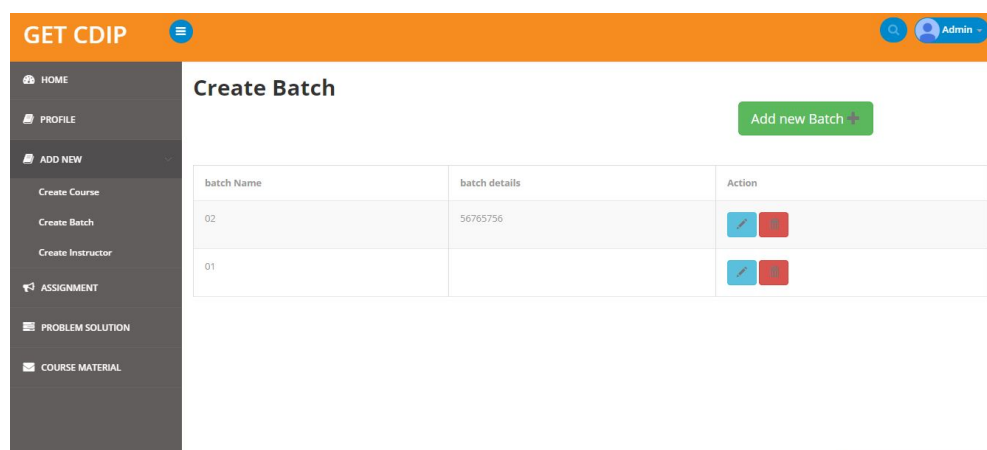 GET CDIP
Admin
HOME
PROFILE
ADD NEW
Create Course
Create Batch
Create Instructor
ASSIGNMENT
PROBLEM SOLUTION
COURSE MATERIAL
Create Batch
Add new Batch
batch Name batch details Action
02 56765756
01